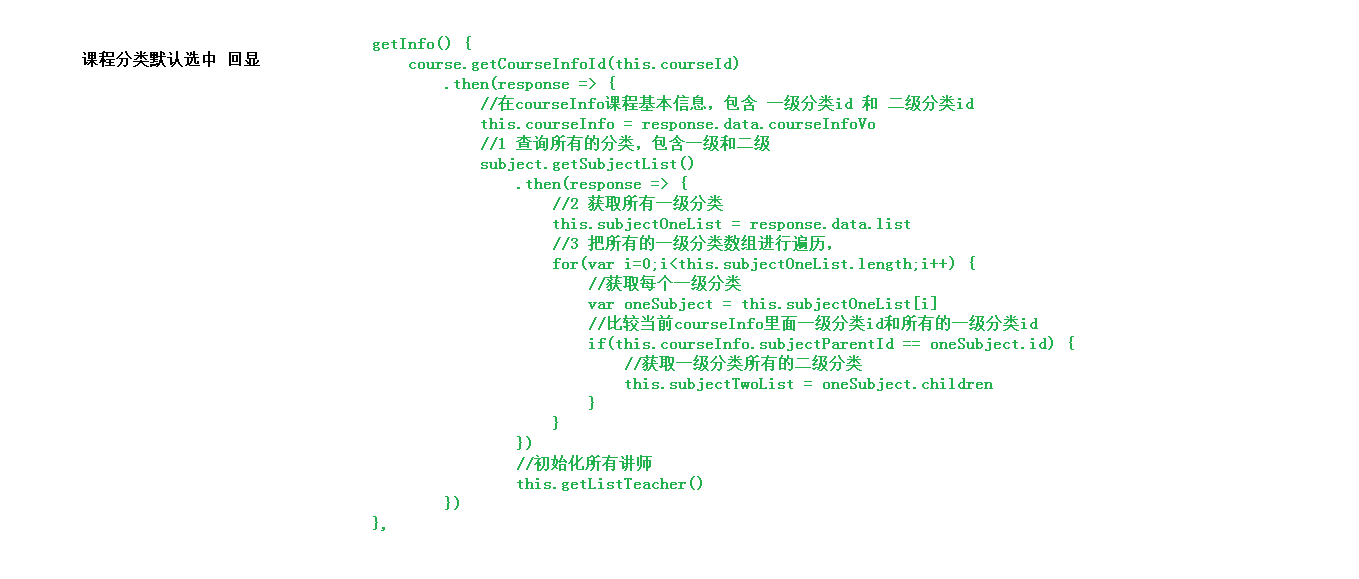 课程分类默认选中 回显
getInfo() {
course.getCourseInfoId(this.courseId)
.then(response => {
//在courseInfo课程基本信息，包含 一级分类id 和 二级分类id
this.courseInfo = response.data.courseInfoVo
//1 查询所有的分类，包含一级和二级
subject.getSubjectList()
.then(response => {
//2 获取所有一级分类
this.subjectOneList = response.data.list
//3 把所有的一级分类数组进行遍历，
for(var i=0;i<this.subjectOneList.length;i++) {
//获取每个一级分类
var oneSubject = this.subjectOneList[i]
//比较当前courseInfo里面一级分类id和所有的一级分类id
if(this.courseInfo.subjectParentId == oneSubject.id) {
//获取一级分类所有的二级分类
this.subjectTwoList = oneSubject.children
}
}
})
//初始化所有讲师
this.getListTeacher()
})
},